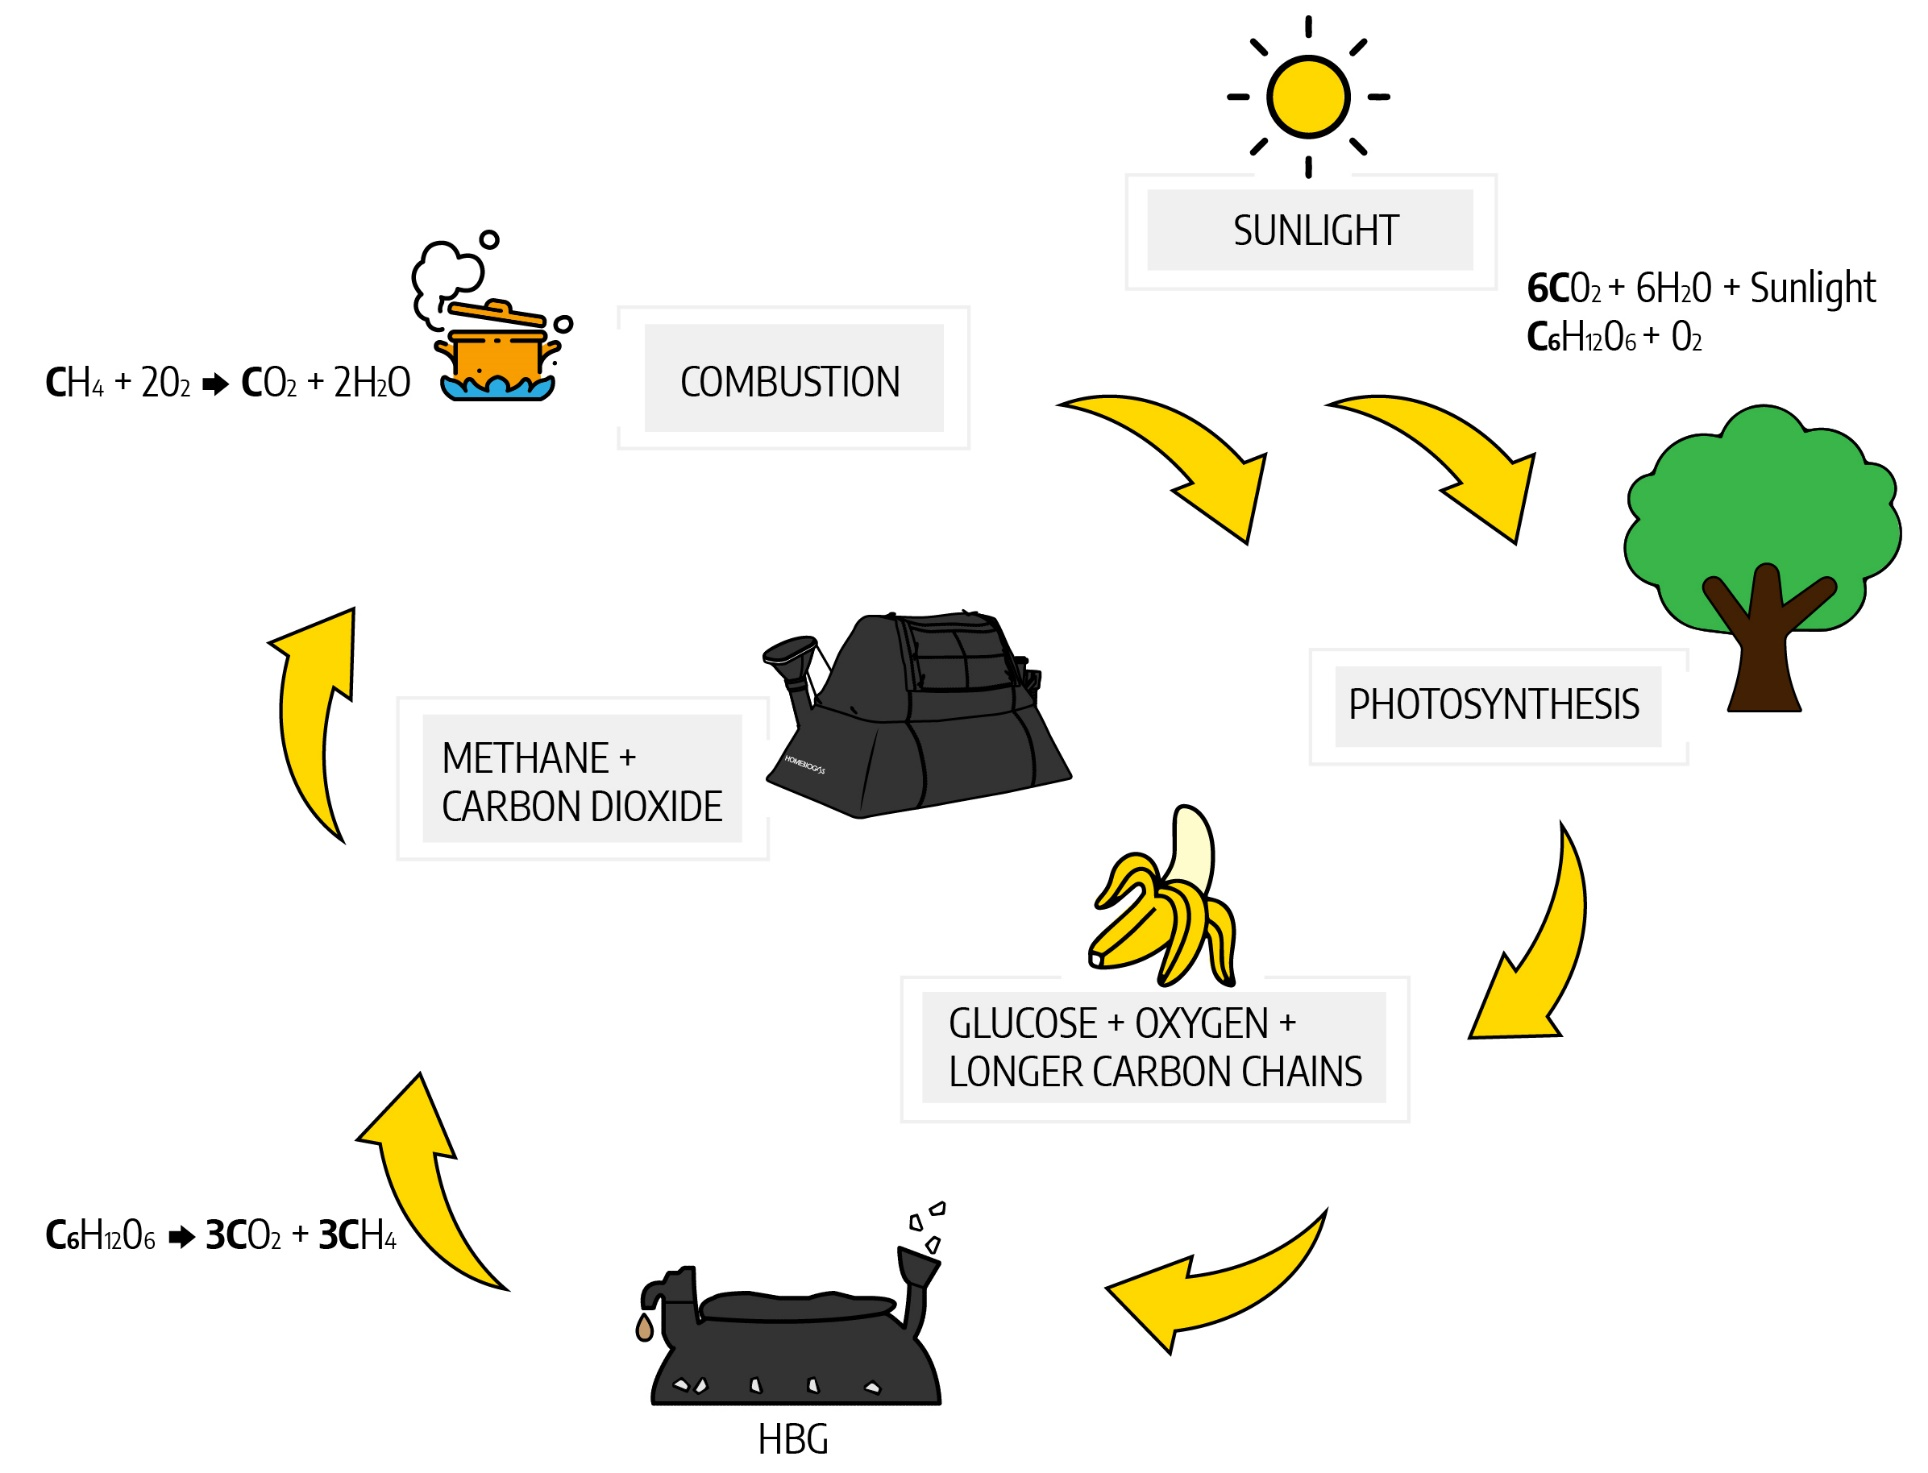 SUNLIGHT
6CO₂ + 6H₂O + Sunlight
C₆H₁₂O₆ + O₂
CH₄ + 2O₂ ➡ CO₂ + 2H₂O
COMBUSTION
PHOTOSYNTHESIS
METHANE +
CARBON DIOXIDE
HOMEBIOGAS
GLUCOSE + OXYGEN +
LONGER CARBON CHAINS
C₆H₁₂O₆ ➡ 3CO₂ + 3CH₄
HBG